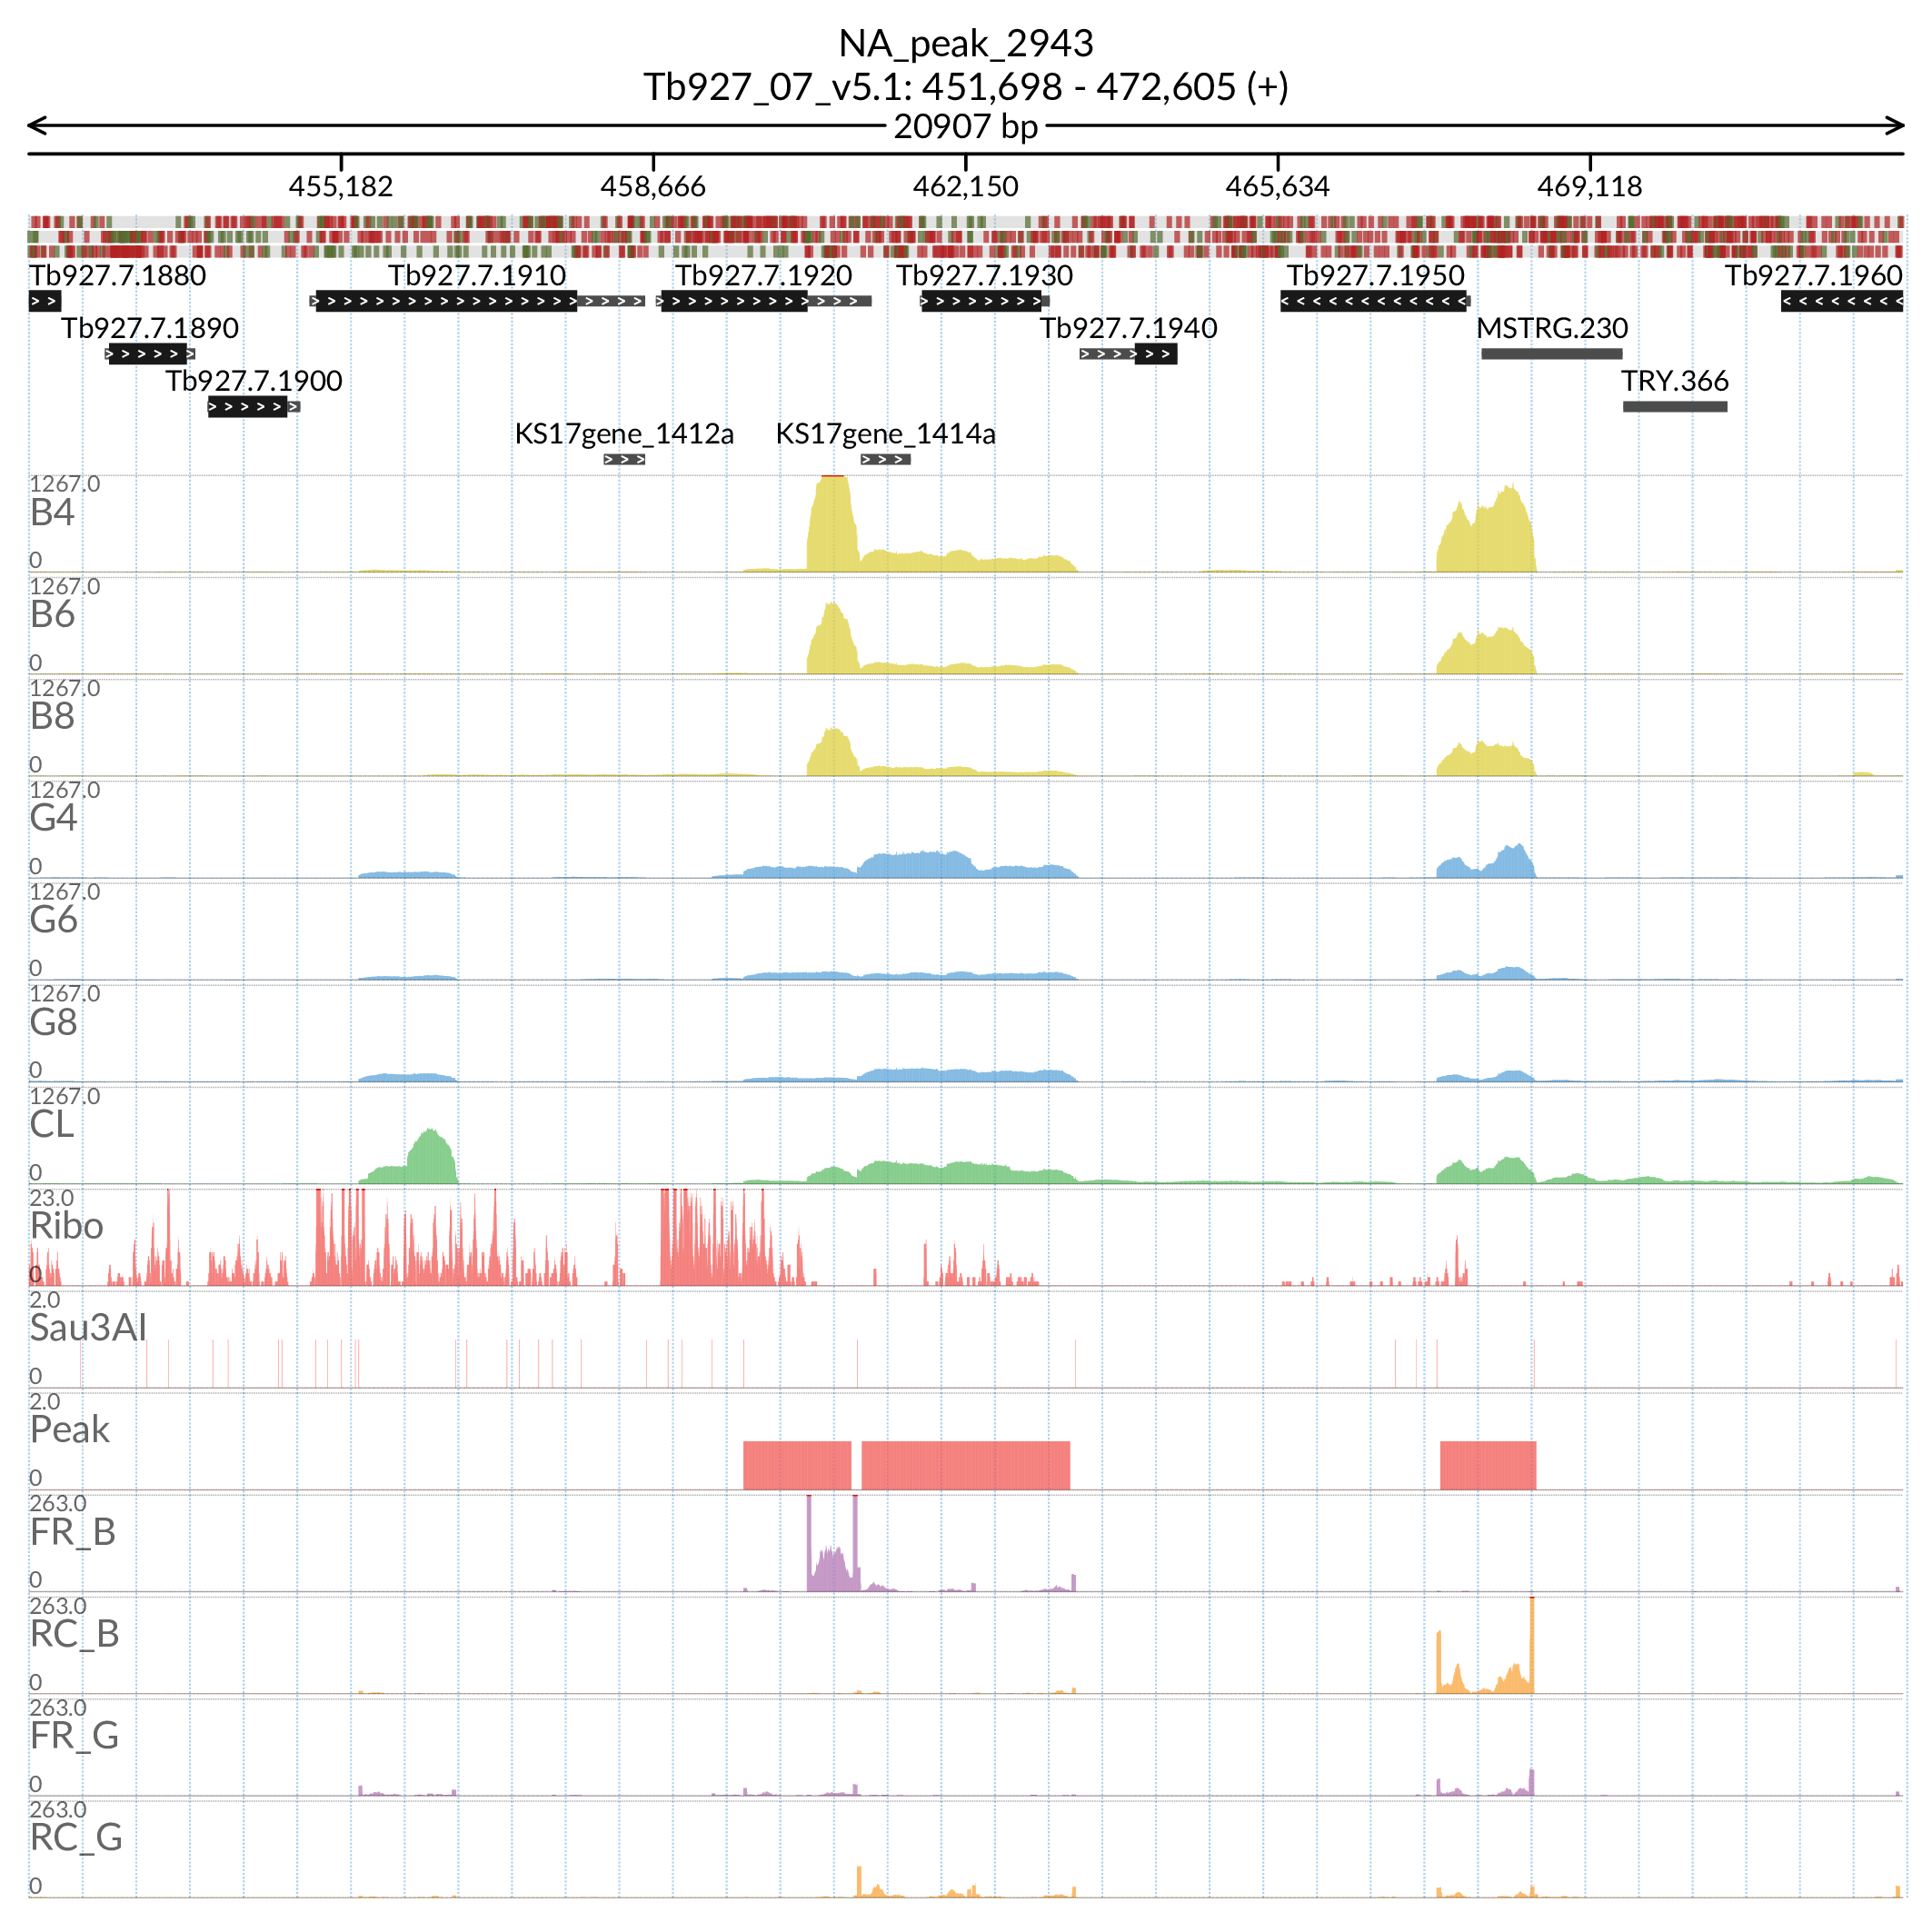 NA_peak_2943
Tb927_07_v5.1: 451,698 - 472,605 (+)
20907 bp
455,182 458,666 462,150 465,634 469,118
Tb927.7.1880 Tb927.7.1910 Tb927.7.1920 Tb927.7.1930 Tb927.7.1950 Tb927.7.1960
Tb927.7.1890 Tb927.7.1940 MSTRG.230
Tb927.7.1900 TRY.366
KS17gene_1412a KS17gene_1414a
1267.0
B4
0
1267.0
B6
0
1267.0
B8
0
1267.0
G4
0
1267.0
G6
0
1267.0
G8
0
1267.0
CL
0
23.0
Ribo
0
2.0
Sau3AI
0
2.0
Peak
0
263.0
FR_B
0
263.0
RC_B
0
263.0
FR_G
0
263.0
RC_G
0